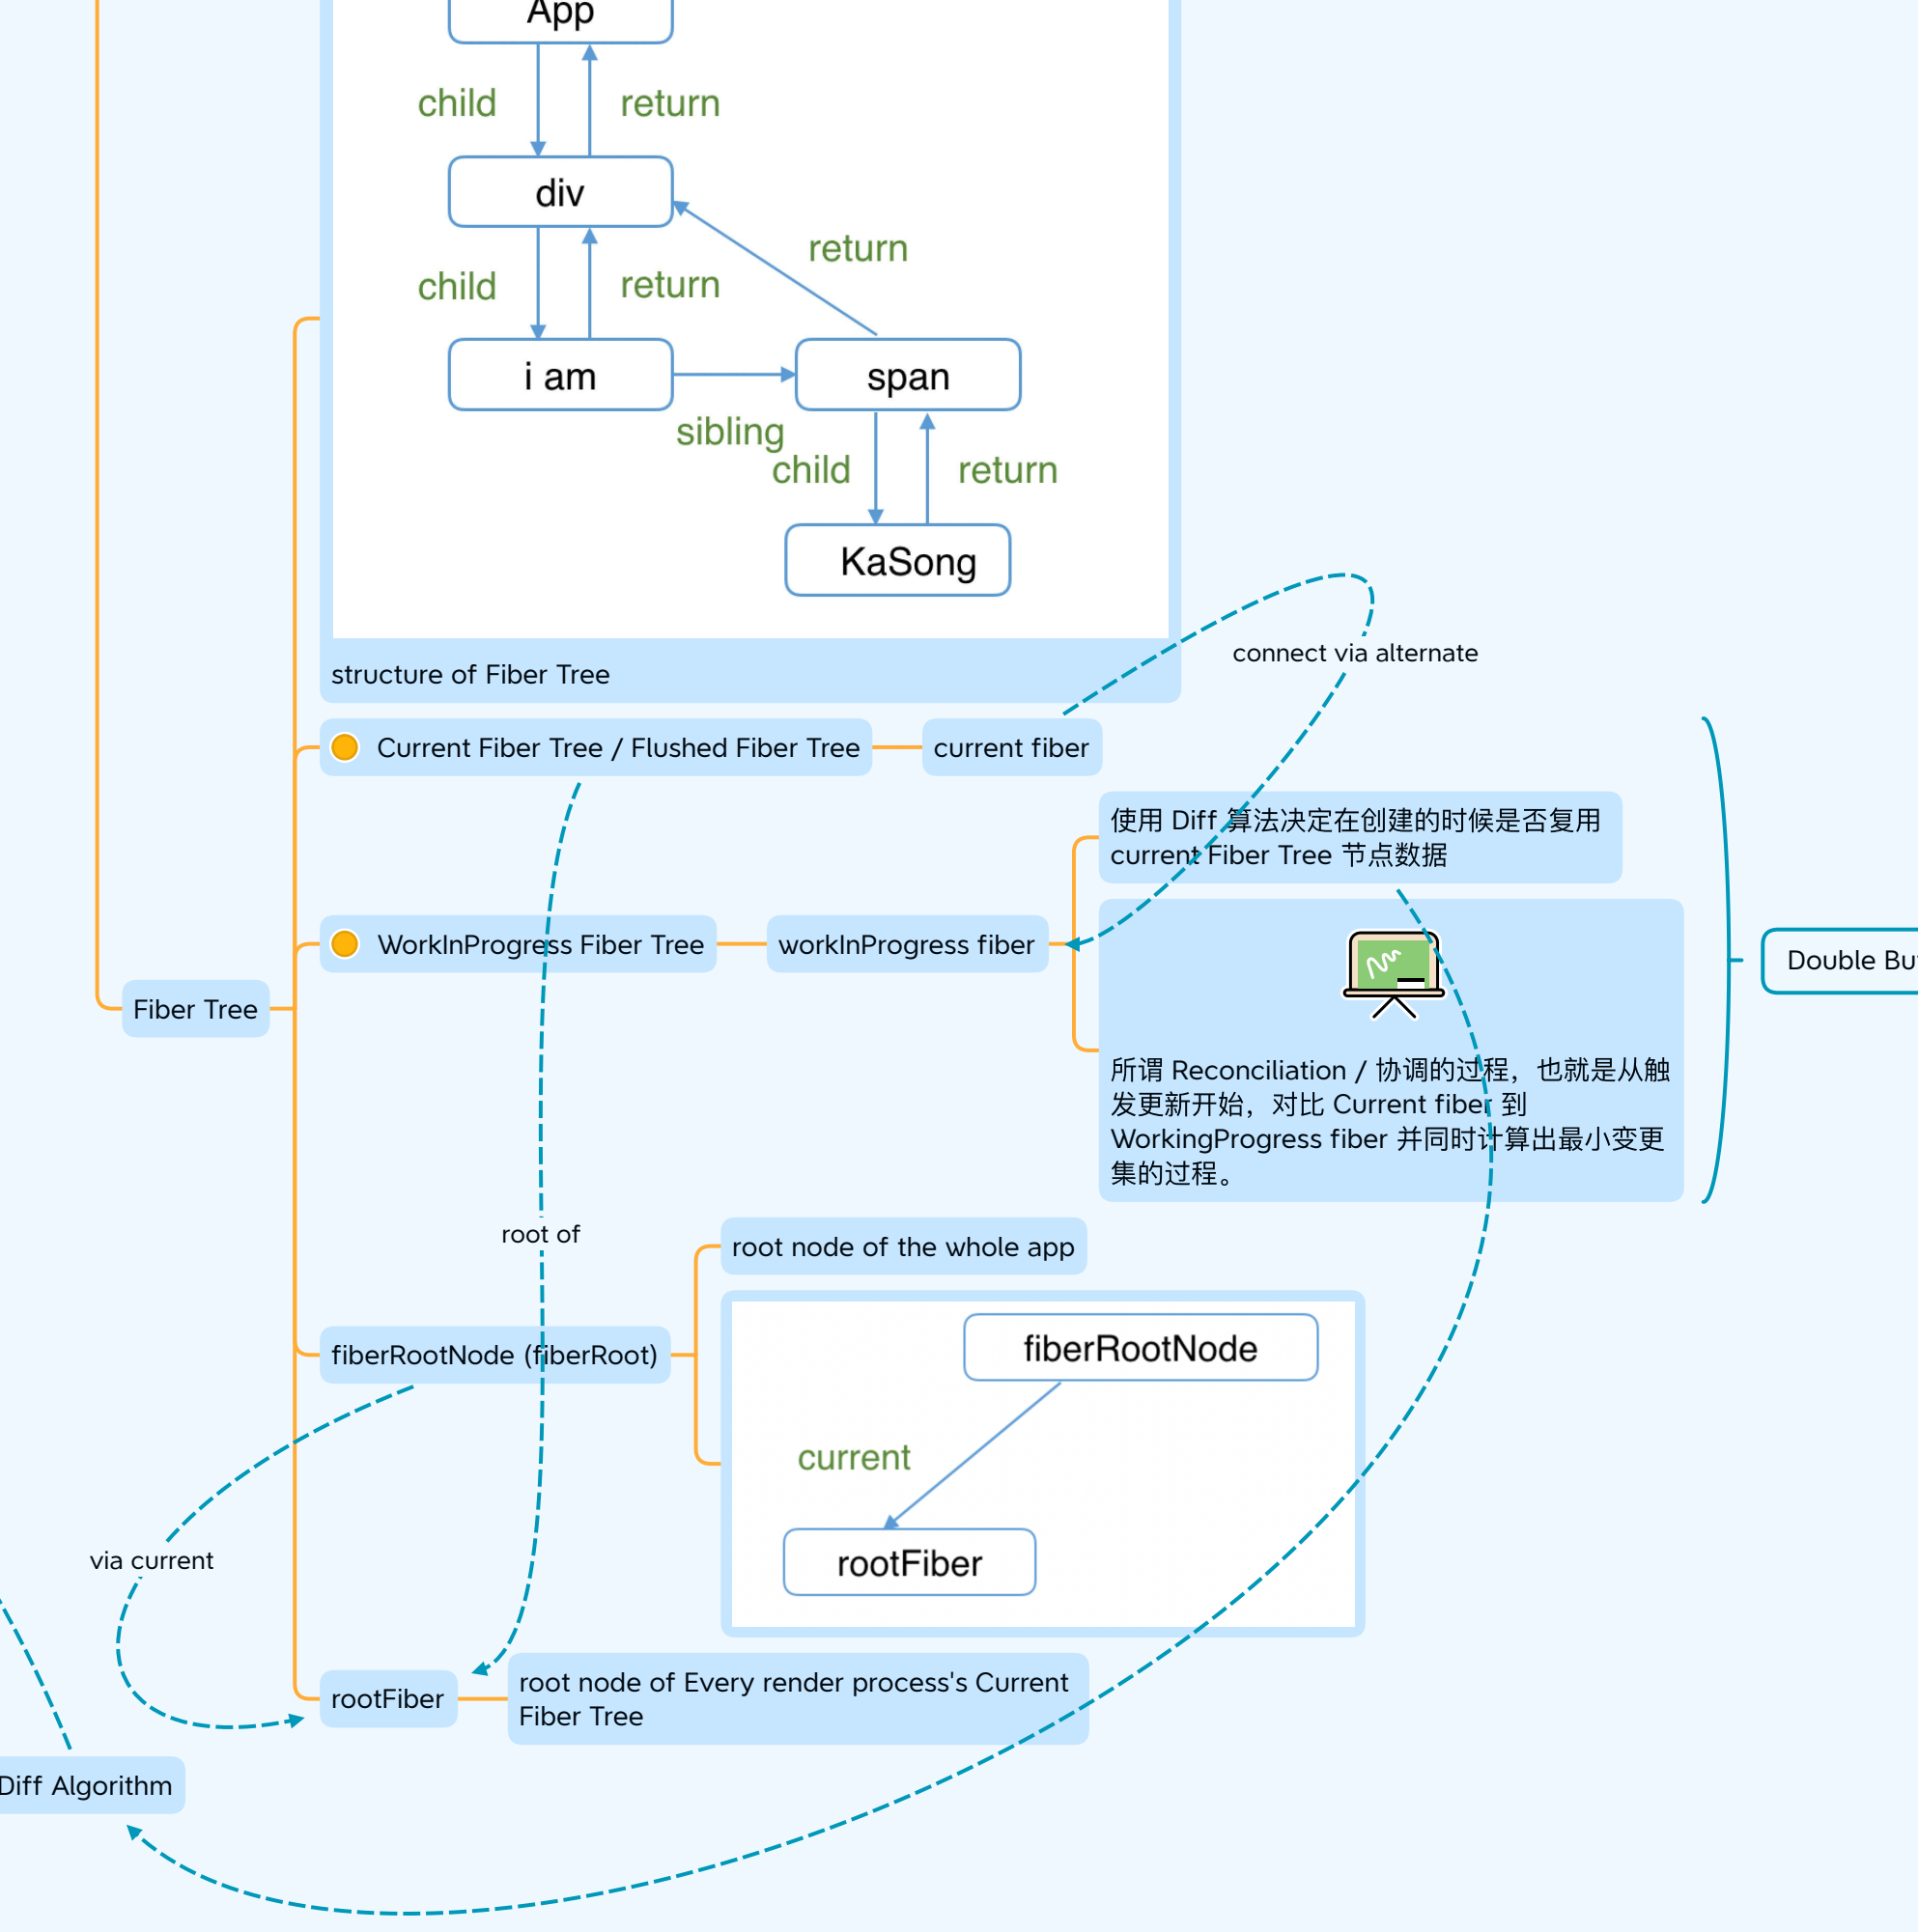 App
child
return
div
return
child
return
i am
span
sibling
child
return
KaSong
structure of Fiber Tree
connect via alternate
Current Fiber Tree / Flushed Fiber Tree
current fiber
使用 Diff 算法决定在创建的时候是否复用
current Fiber Tree 节点数据
WorkInProgress Fiber Tree
workInProgress fiber
Double
Fiber Tree
所谓 Reconciliation / 协调的过程，也就是从触
发更新开始，对比 Current fiber 到
WorkingProgress fiber 并同时计算出最小变更
集的过程。
root of
root node of the whole app
fiberRootNode (fiberRoot)
fiberRootNode
current
rootFiber
via current
rootFiber
root node of Every render process's Current
Fiber Tree
Diff Algorithm